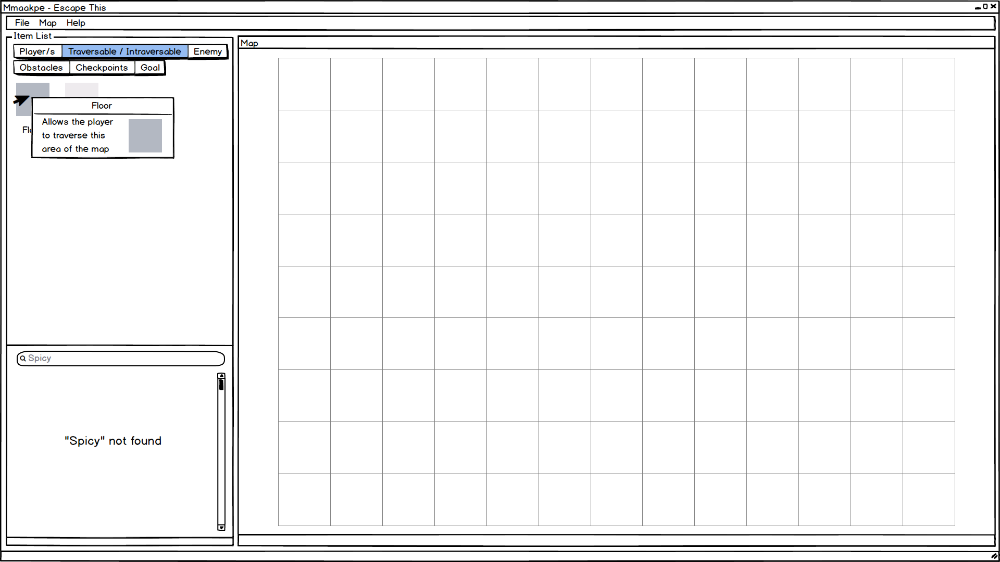 Mmaakpe - Escape This
File Map Help
Item List
Player/s Traversable / Intraversable Enemy
Obstacles Checkpoints Goal
Floor
Allows the player
to traverse this
area of the map
Spicy
"Spicy" not found
Map